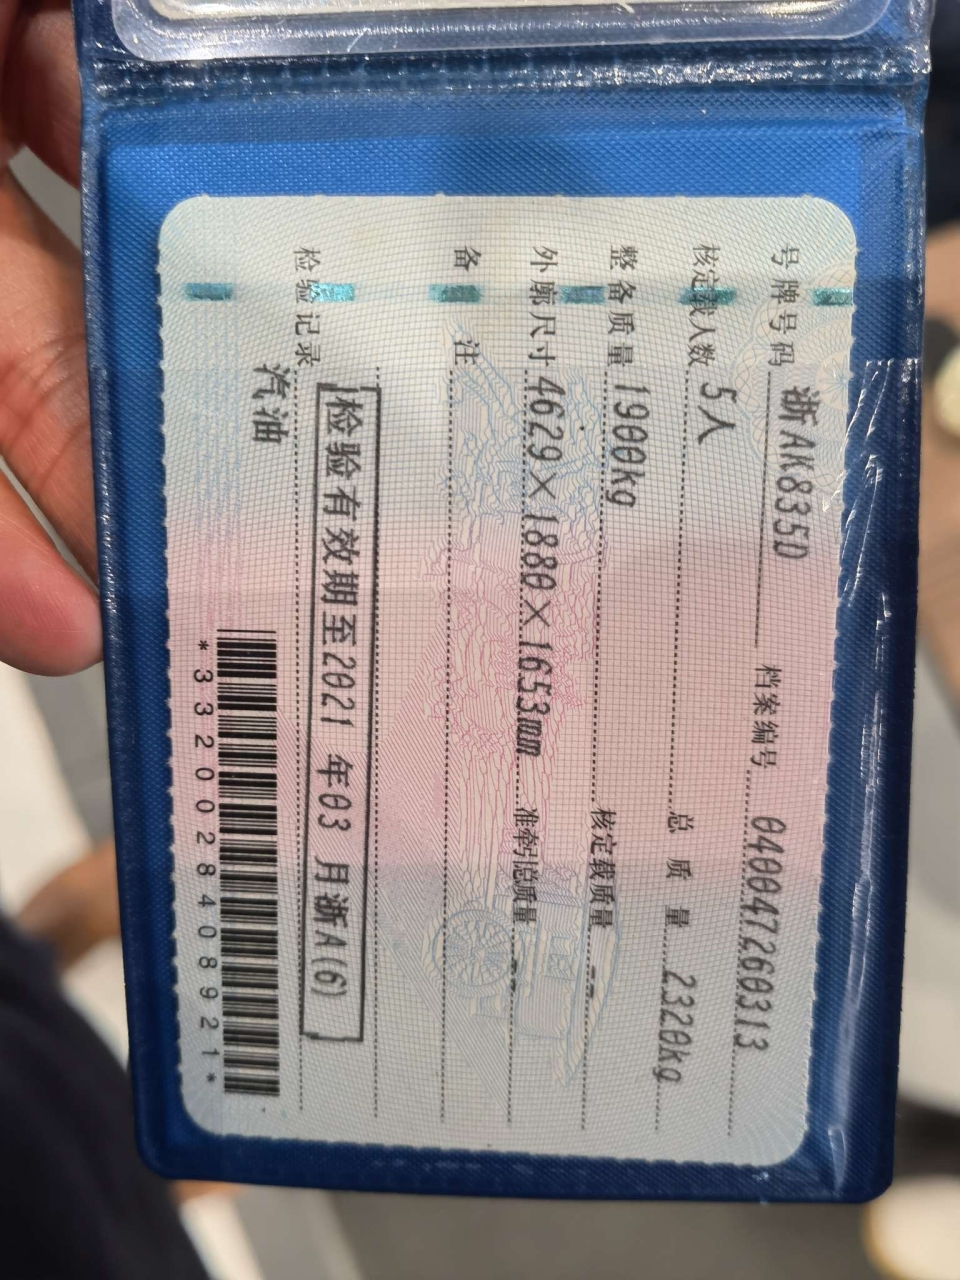 号牌号码 浙AK835D 档案编号 040047260313
核定载人数 5人 总质量 2320kg
整备质量 1900kg 核定载质量 --
外廓尺寸 4629×1880×1653mm 准牵引总质量 --
备注
检验记录 检验有效期至2021 年03 月浙A(6)
汽油
*3320028408921*